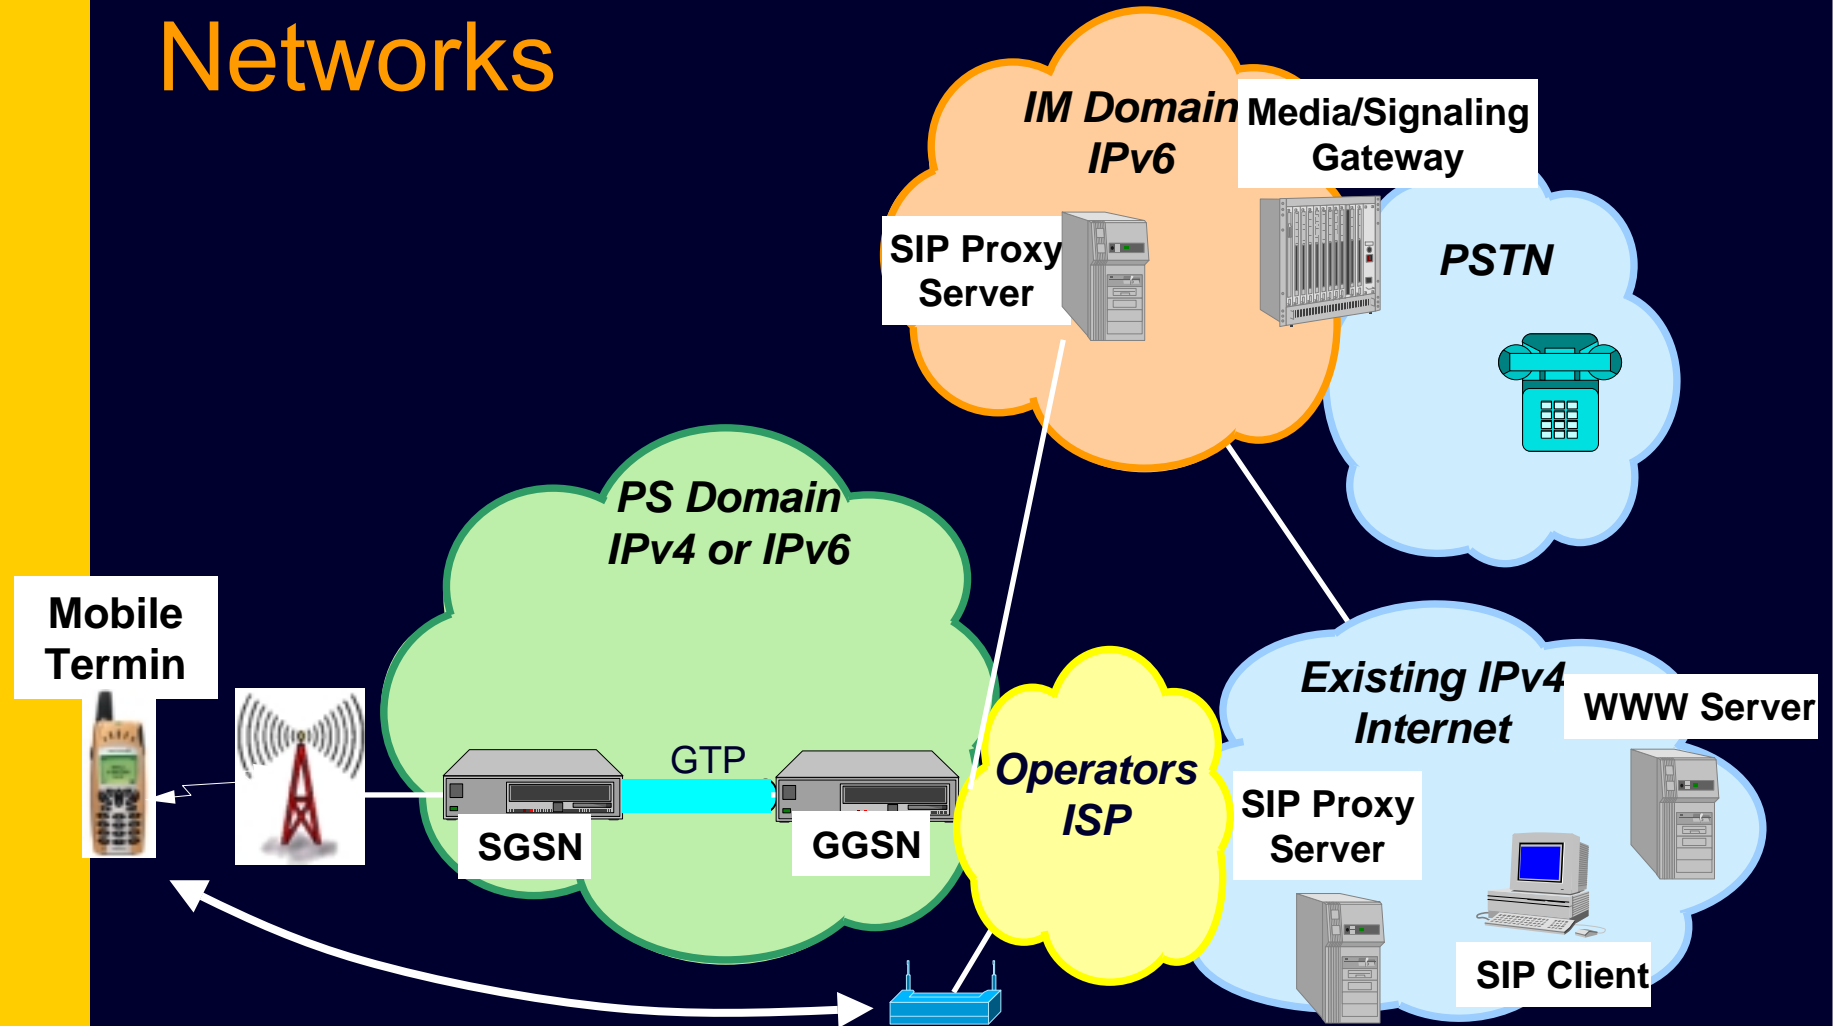 Networks
IM Domain
IPv6
Media/Signaling
Gateway
SIP Proxy
Server
PSTN
PS Domain
IPv4 or IPv6
Mobile
Termin
GTP
SGSN
GGSN
Operators
ISP
Existing IPv4
Internet
WWW Server
SIP Proxy
Server
SIP Client